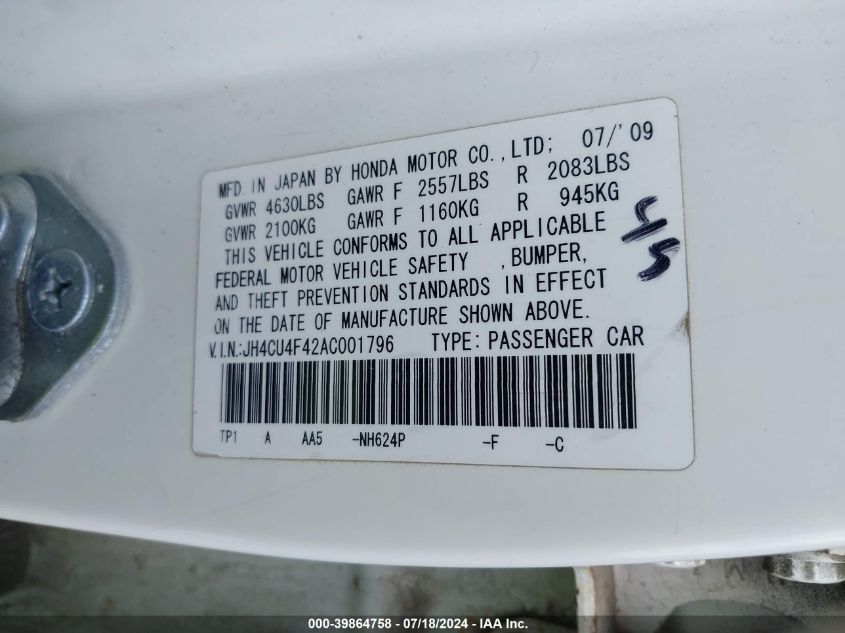 MFD. IN JAPAN BY HONDA MOTOR CO.,LTD; 07/'09
GVWR 4630LBS GAWR F 2557LBS R 2083LBS
GVWR 2100KG GAWR F 1160KG R 945KG
THIS VEHICLE CONFORMS TO ALL APPLICABLE
FEDERAL MOTOR VEHICLE SAFETY ,BUMPER,
AND THEFT PREVENTION STANDARDS IN EFFECT
ON THE DATE OF MANUFACTURE SHOWN ABOVE.
V.I.N.:JH4CU4F42AC001796 TYPE: PASSENGER CAR
TP1 A AA5 -NH624P -F -C
000-39864758 - 07/18/2024 - IAA Inc.